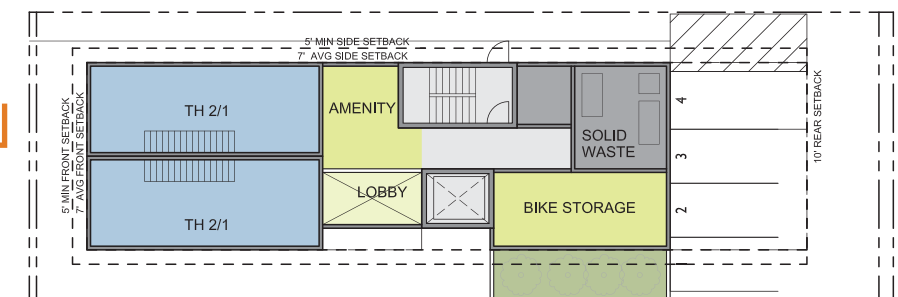 5' MIN SIDE SETBACK
7' AVG SIDE SETBACK
5' MIN FRONT SETBACK
7' AVG FRONT SETBACK
TH 2/1
TH 2/1
AMENITY
LOBBY
SOLID
WASTE
BIKE STORAGE
4
3
2
10' REAR SETBACK